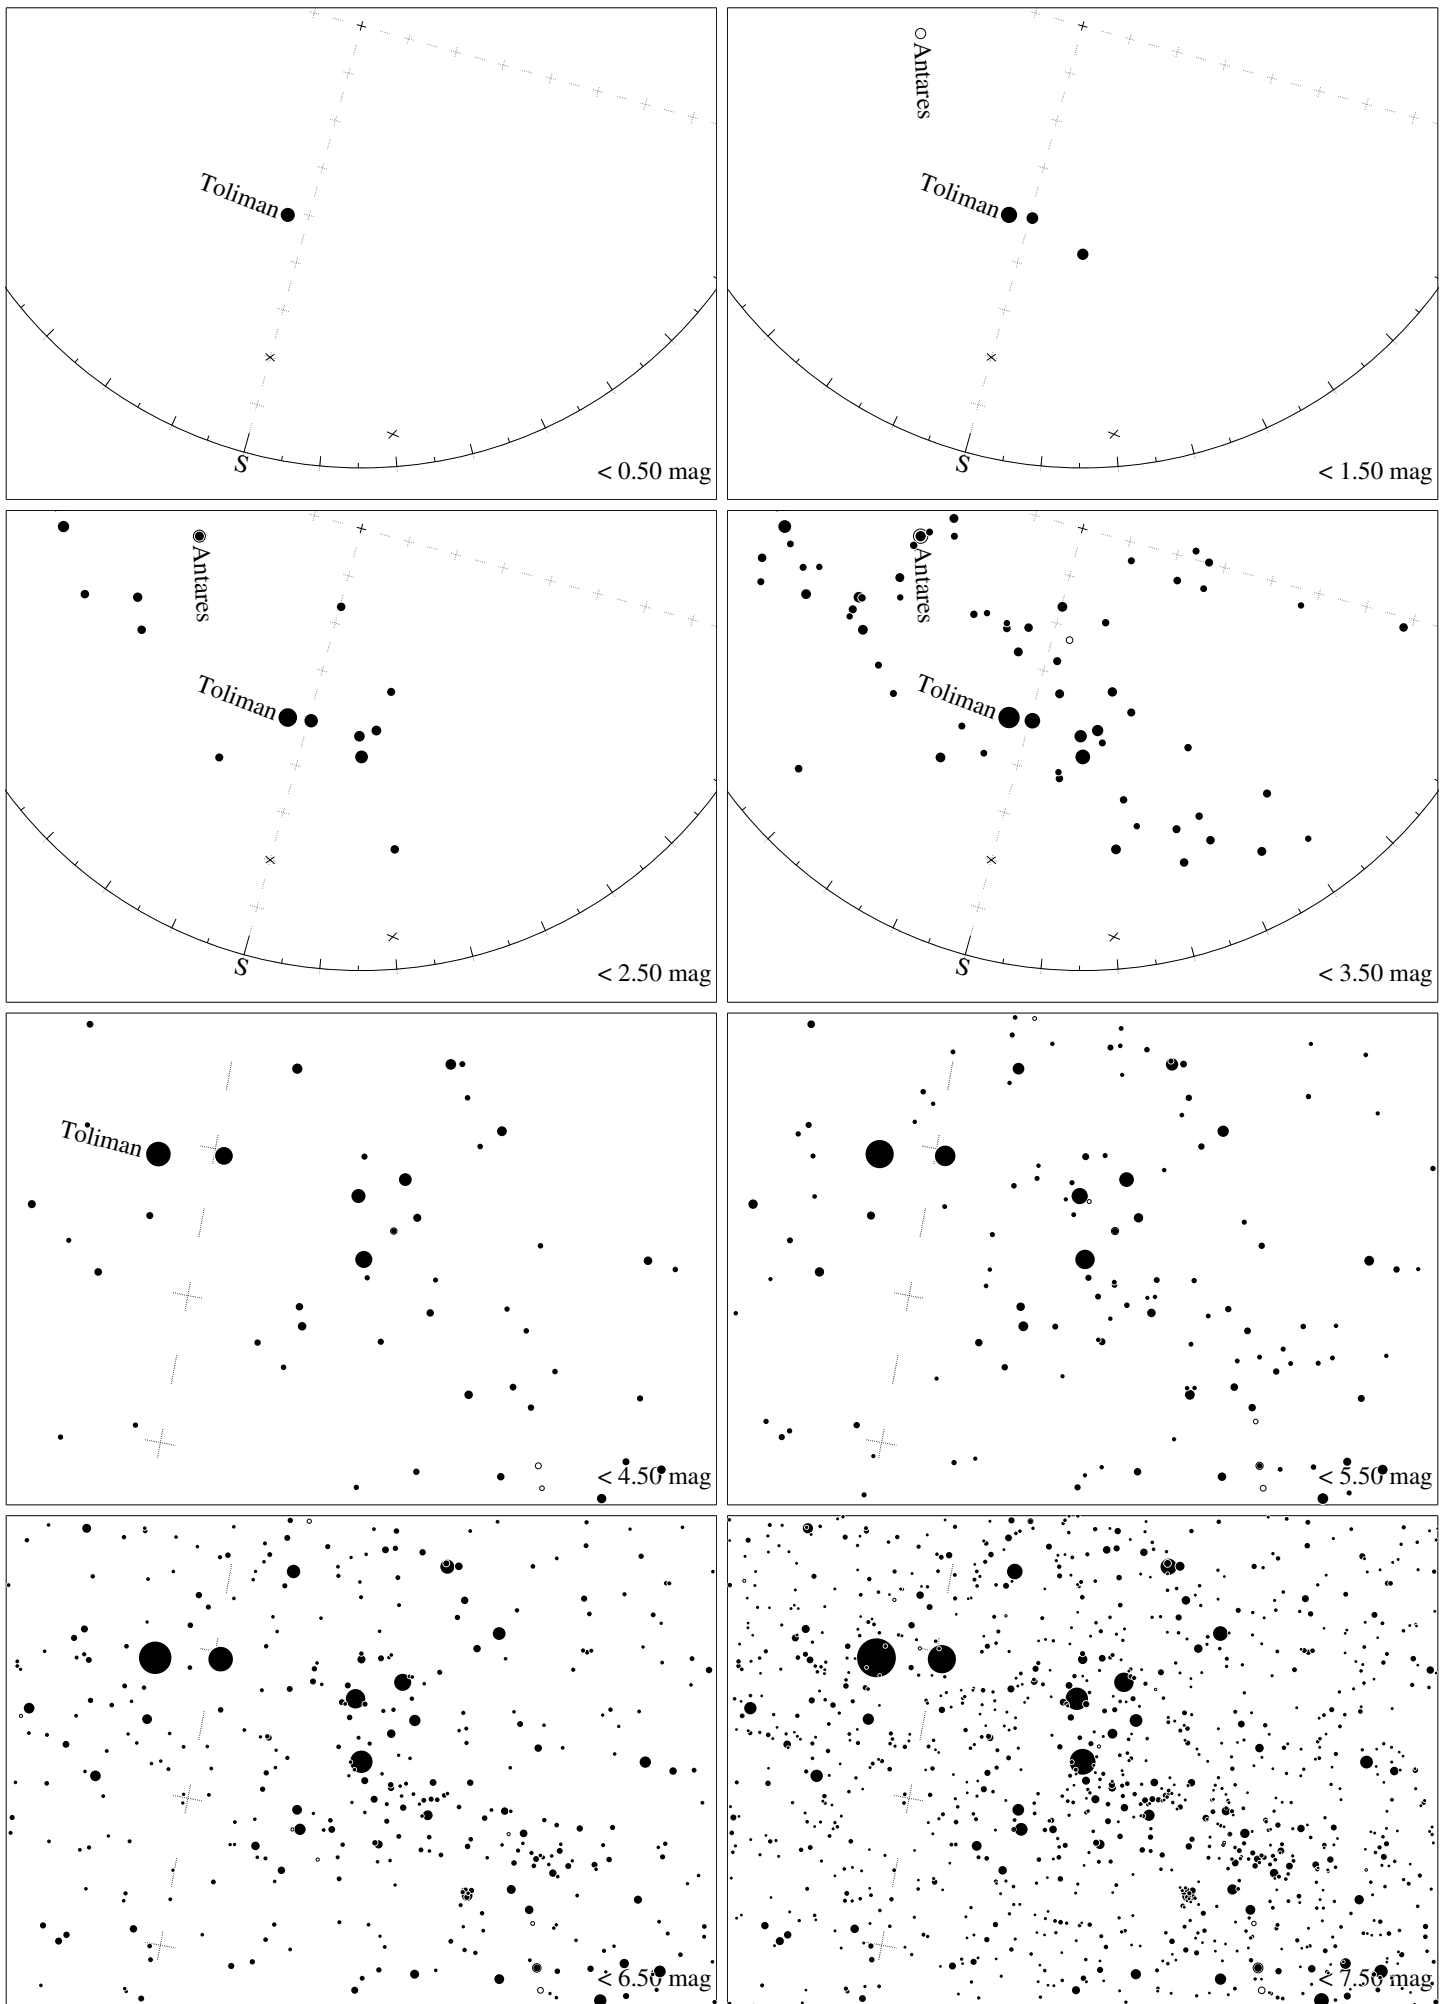 Toliman
S
< 0.50 mag
Antares
Toliman
S
< 1.50 mag
Antares
Toliman
S
< 2.50 mag
Antares
Toliman
S
< 3.50 mag
Toliman
< 4.50 mag
< 5.50 mag
< 6.50 mag
< 7.50 mag